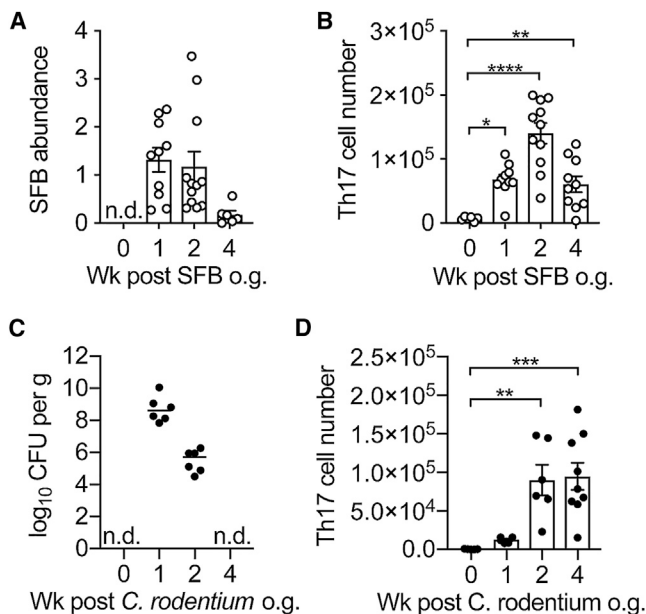 A
SFB abundance
4
3
2
1
0
n.d.
0 1 2 4
Wk post SFB o.g.
B
Th17 cell number
3×10⁵
2×10⁵
1×10⁵
0
**
****
*
0 1 2 4
Wk post SFB o.g.
C
log₁₀ CFU per g
12
10
8
6
4
2
0
n.d. n.d.
0 1 2 4
Wk post C. rodentium o.g.
D
Th17 cell number
2.5×10⁵
2.0×10⁵
1.5×10⁵
1.0×10⁵
5.0×10⁴
0.0
***
**
0 1 2 4
Wk post C. rodentium o.g.